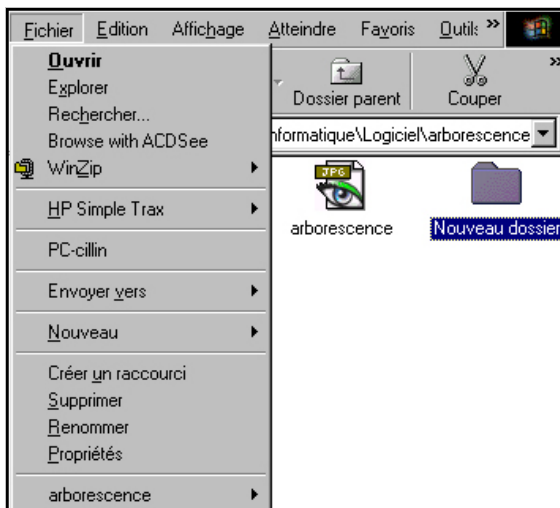 Fichier Edition Affichage Atteindre Favoris Outils »
Ouvrir
Explorer
Rechercher...
Browse with ACDSee
WinZip
HP Simple Trax
PC-cillin
Envoyer vers
Nouveau
Créer un raccourci
Supprimer
Renommer
Propriétés
arborescence
Dossier parent Couper »
nformatique\Logiciel\arborescence
JPG
arborescence Nouveau dossier